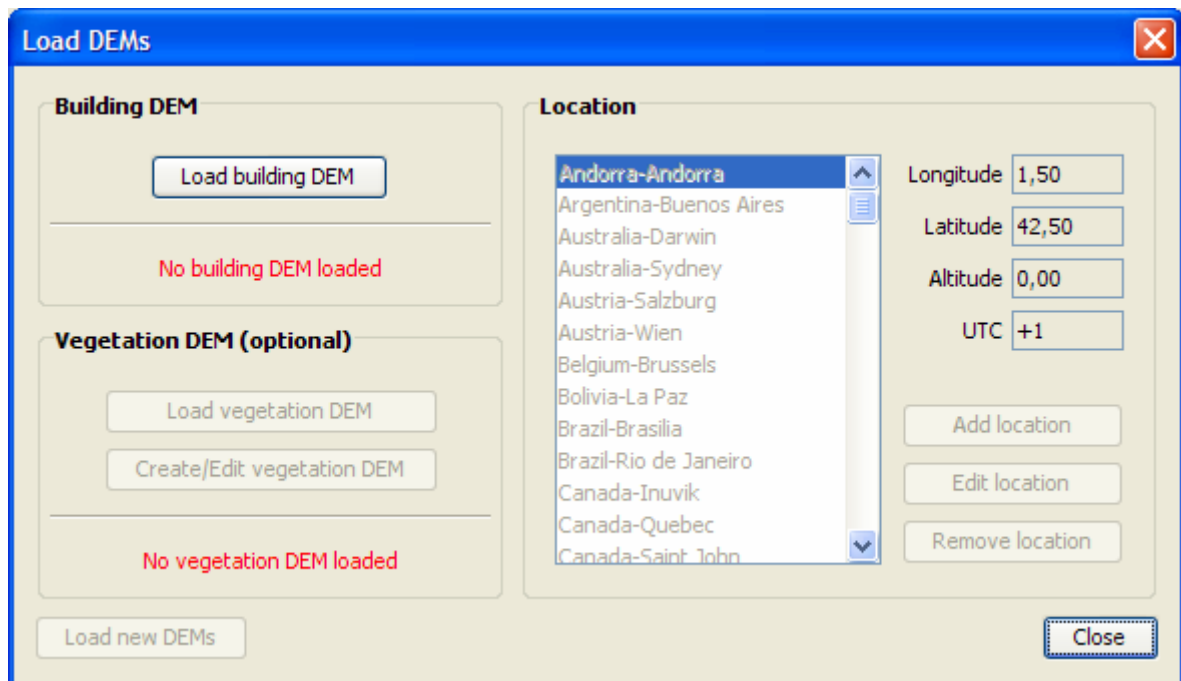 Load DEMs
Building DEM
Load building DEM
No building DEM loaded
Vegetation DEM (optional)
Load vegetation DEM
Create/Edit vegetation DEM
No vegetation DEM loaded
Load new DEMs
Location
Andorra-Andorra
Argentina-Buenos Aires
Australia-Darwin
Australia-Sydney
Austria-Salzburg
Austria-Wien
Belgium-Brussels
Bolivia-La Paz
Brazil-Brasilia
Brazil-Rio de Janeiro
Canada-Inuvik
Canada-Quebec
Canada-Saint John
Longitude 1,50
Latitude 42,50
Altitude 0,00
UTC +1
Add location
Edit location
Remove location
Close